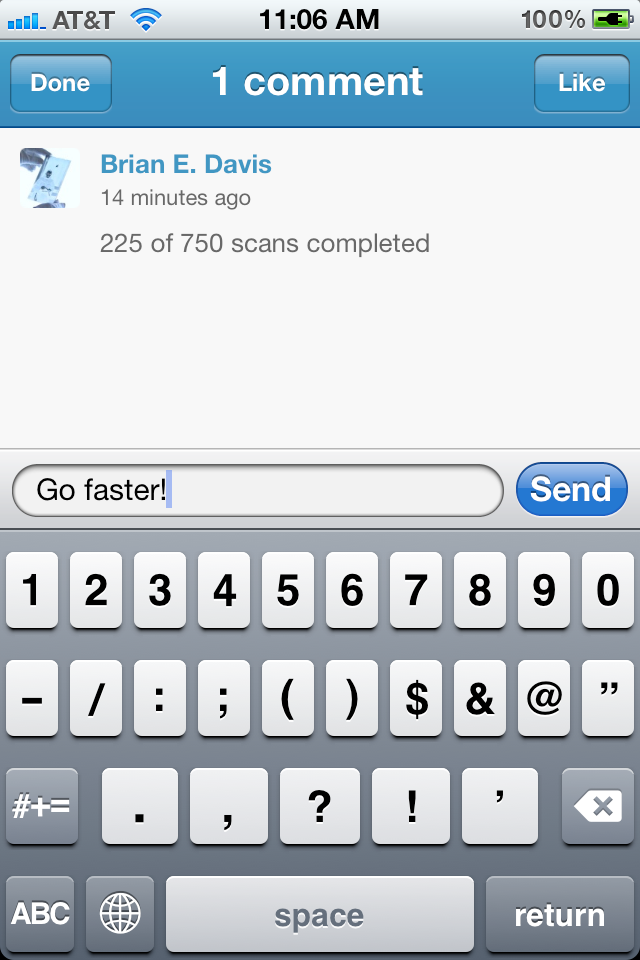 AT&T 11:06 AM 100%
Done 1 comment Like
Brian E. Davis
14 minutes ago
225 of 750 scans completed
Go faster! Send
1 2 3 4 5 6 7 8 9 0
- / : ; ( ) $ & @ ”
#+= . , ? ! ’
ABC space return